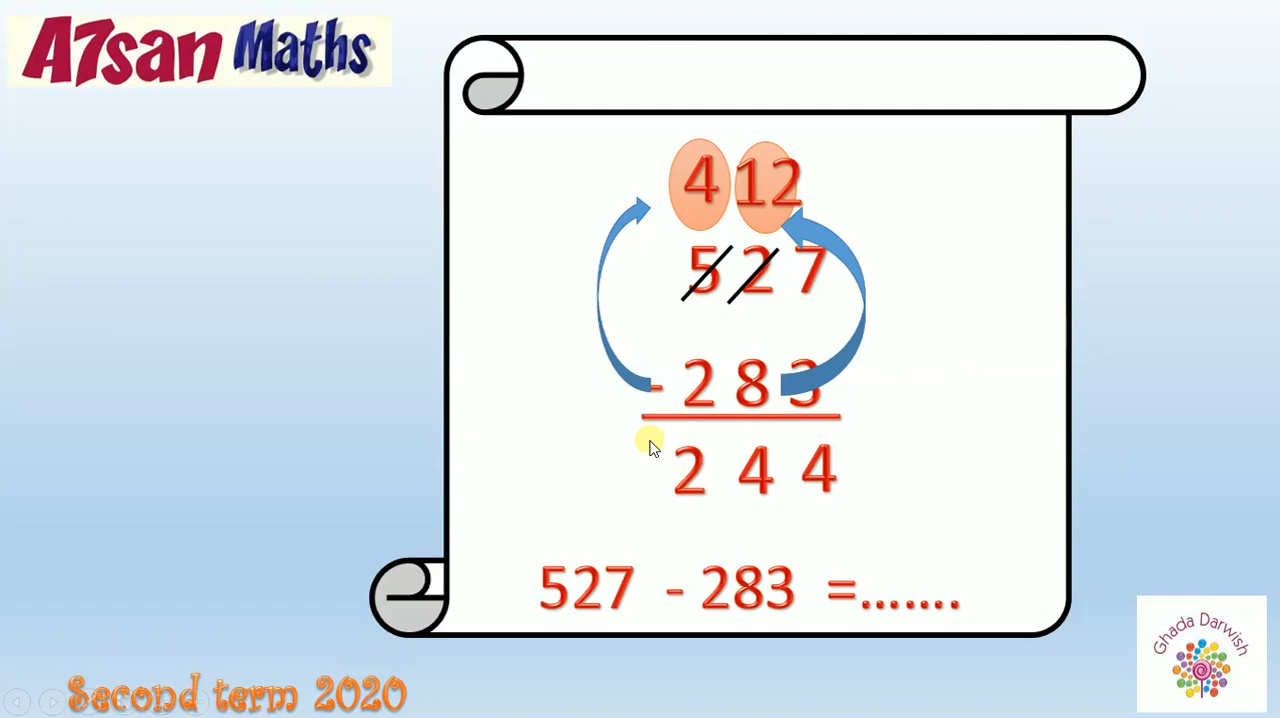 A7san Maths
4 12
5 2 7
- 2 8 3
2 4 4
527 - 283 =.......
Ghada Darwish
Second term 2020